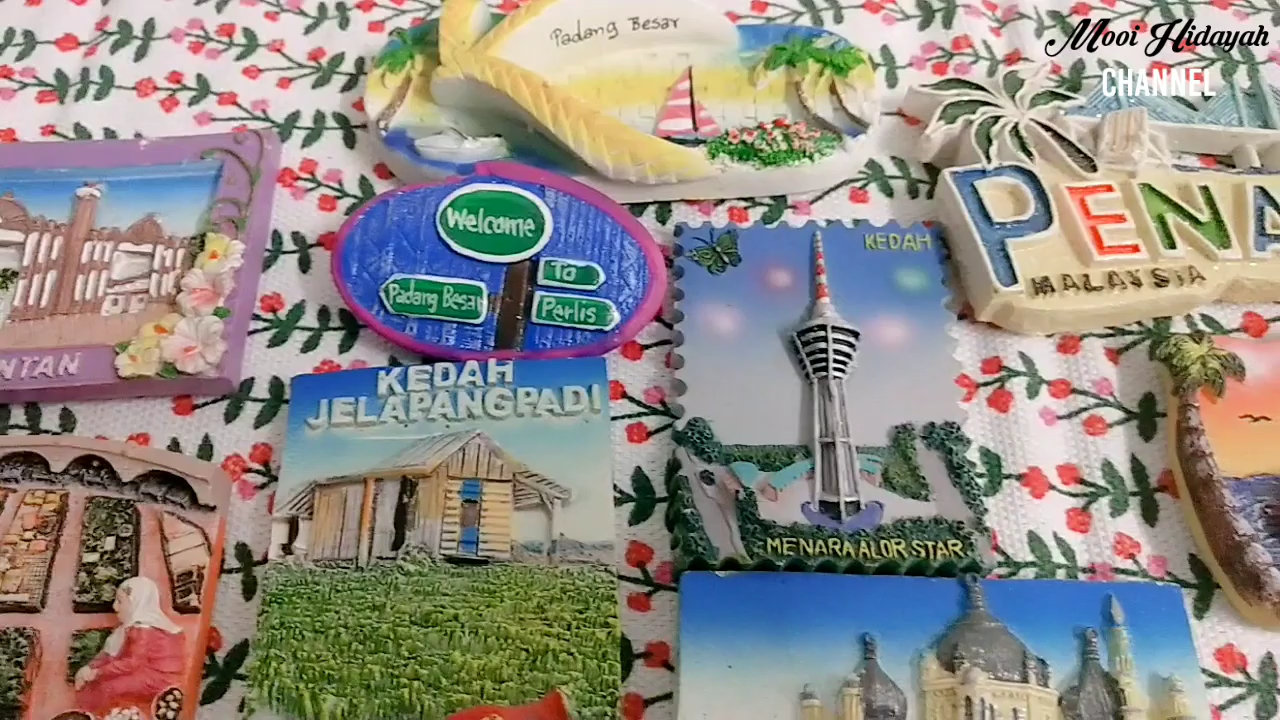 Mooi Hidayah
CHANNEL
Padang Besar
Welcome
To
Padang Besar
Perlis
KEDAH
PENA
MALAYSIA
NTAN
KEDAH
JELAPANGPADI
MENARA ALOR STAR